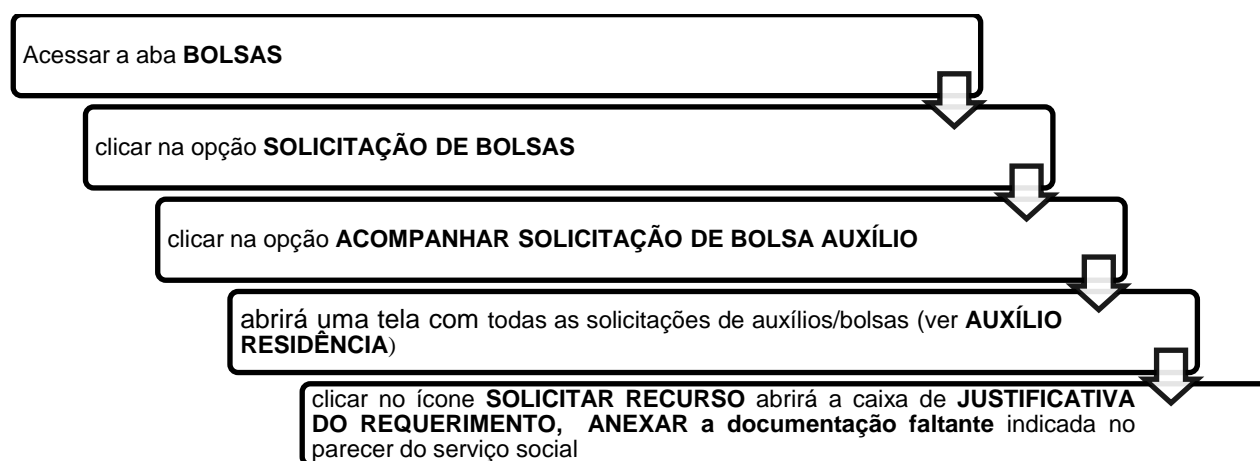 Acessar a aba BOLSAS
clicar na opção SOLICITAÇÃO DE BOLSAS
clicar na opção ACOMPANHAR SOLICITAÇÃO DE BOLSA AUXÍLIO
abrirá uma tela com todas as solicitações de auxílios/bolsas (ver AUXÍLIO
RESIDÊNCIA)
clicar no ícone SOLICITAR RECURSO abrirá a caixa de JUSTIFICATIVA
DO REQUERIMENTO, ANEXAR a documentação faltante indicada no
parecer do serviço social